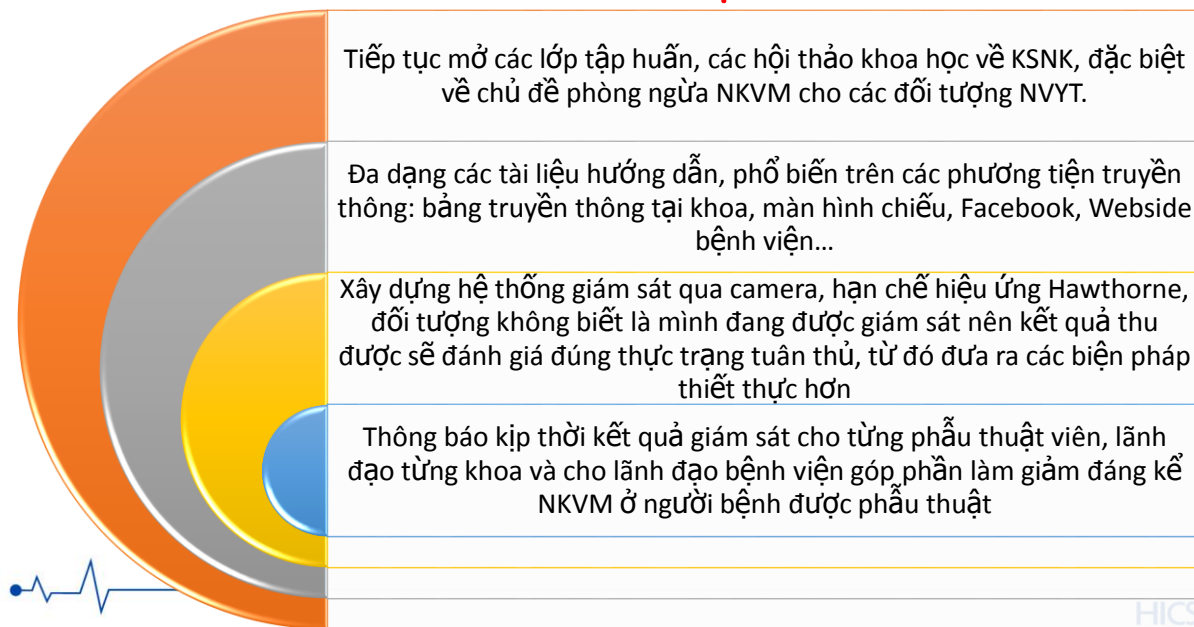 Tiếp tục mở các lớp tập huấn, các hội thảo khoa học về KSNK, đặc biệt
về chủ đề phòng ngừa NKVM cho các đối tượng NVYT.
Đa dạng các tài liệu hướng dẫn, phổ biến trên các phương tiện truyền
thông: bảng truyền thông tại khoa, màn hình chiếu, Facebook, Webside
bệnh viện...
Xây dựng hệ thống giám sát qua camera, hạn chế hiệu ứng Hawthorne,
đối tượng không biết là mình đang được giám sát nên kết quả thu
được sẽ đánh giá đúng thực trạng tuân thủ, từ đó đưa ra các biện pháp
thiết thực hơn
Thông báo kịp thời kết quả giám sát cho từng phẫu thuật viên, lãnh
đạo từng khoa và cho lãnh đạo bệnh viện góp phần làm giảm đáng kể
NKVM ở người bệnh được phẫu thuật